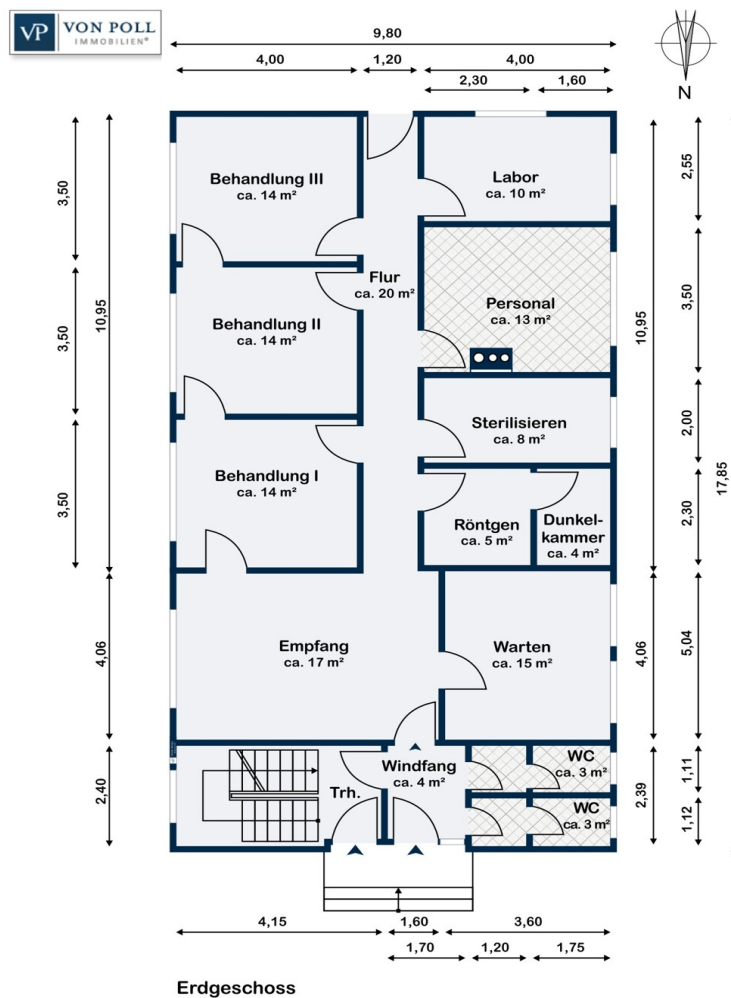 VP VON POLL
IMMOBILIEN®
9,80
4,00 1,20 4,00
2,30 1,60
N
Behandlung III
ca. 14 m²
Labor
ca. 10 m²
Flur
ca. 20 m²
Personal
ca. 13 m²
Behandlung II
ca. 14 m²
Sterilisieren
ca. 8 m²
Behandlung I
ca. 14 m²
Röntgen
ca. 5 m²
Dunkel-
kammer
ca. 4 m²
Empfang
ca. 17 m²
Warten
ca. 15 m²
Windfang
ca. 4 m²
Trh.
WC
ca. 3 m²
WC
ca. 3 m²
3,50
3,50
3,50
10,95
4,06
2,40
10,95
4,06
2,39
2,55
3,50
2,00
2,30
5,04
1,11
1,12
17,85
4,15 1,60 3,60
1,70 1,20 1,75
Erdgeschoss